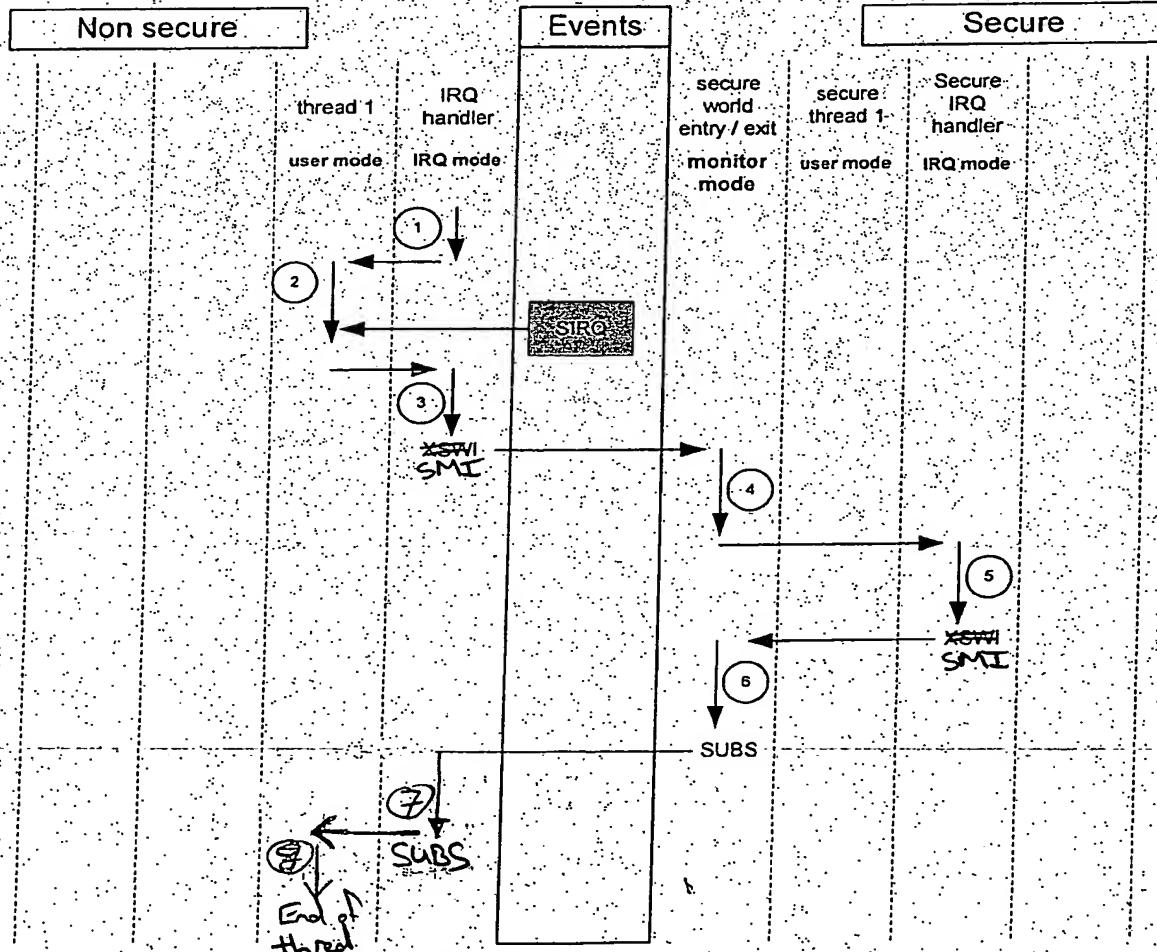 Non secure
Events
Secure
thread 1
user mode
IRQ
handler
IRQ mode
secure
world
entry / exit
monitor
mode
secure
thread 1
user mode
Secure
IRQ
handler
IRQ mode
1
2
SIRQ
3
XSWI
SMI
4
5
XSWI
SMI
6
SUBS
7
SUBS
8
End of
thread